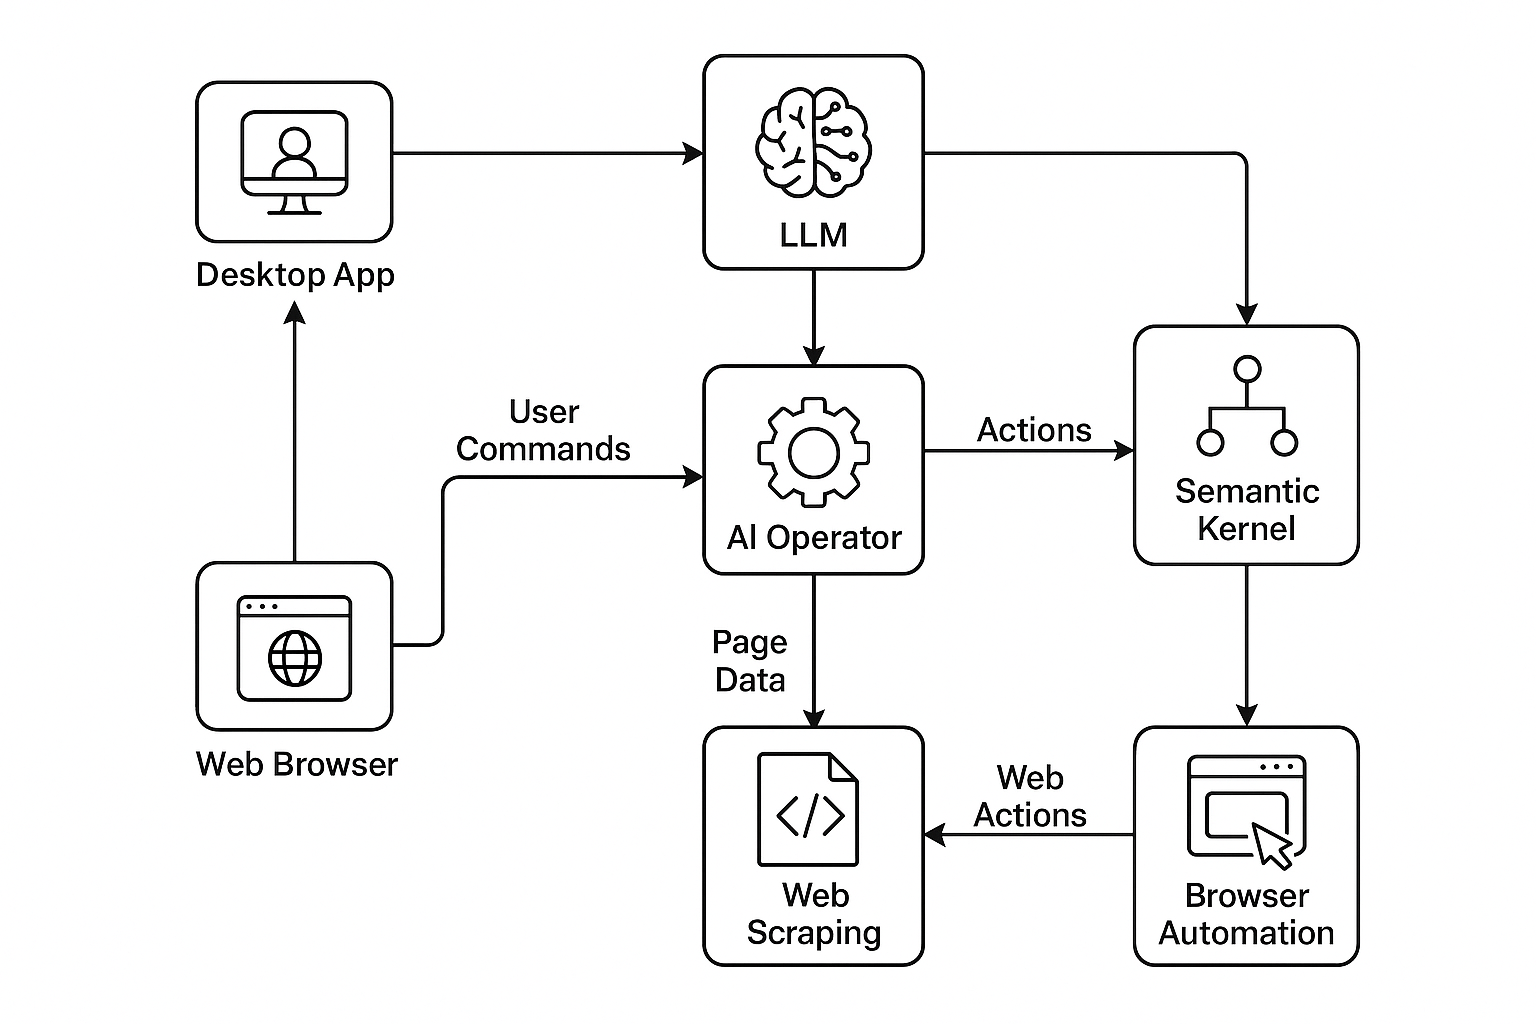 LLM
Desktop App
User
Commands
Actions
Semantic
Kernel
AI Operator
Page
Data
Web Browser
Web
Actions
Web
Scraping
Browser
Automation